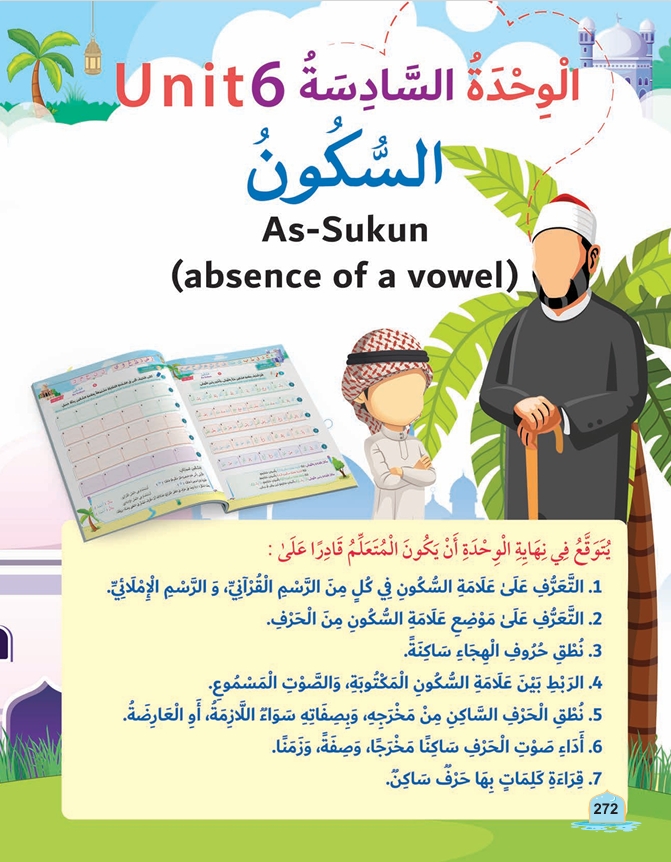 Unit6 الْوِحْدَةُ السَّادِسَةُ
السُّكُونُ
As-Sukun
(absence of a vowel)
يُتَوَقَّعُ فِي نِهَايَةِ الْوِحْدَةِ أَنْ يَكُونَ الْمُتَعَلِّمُ قَادِرًا عَلَىٰ :
1. التَّعَرُّفِ عَلَىٰ عَلَامَةِ السُّكُونِ فِي كُلٍ مِنَ الرَّسْمِ الْقُرْآنِيِّ، وَ الرَّسْمِ الْإِمْلَائِيِّ.
2. التَّعَرُّفِ عَلَىٰ مَوْضِعِ عَلَامَةِ السُّكُونِ مِنَ الْحَرْفِ.
3. نُطْقِ حُرُوفِ الْهِجَاءِ سَاكِنَةً.
4. الرَبْطِ بَيْنَ عَلَامَةِ السُّكُونِ الْمَكْتُوبَةِ، وَالصَّوْتِ الْمَسْمُوعِ.
5. نُطْقِ الْحَرْفِ السَّاكِنِ مِنْ مَخْرَجِهِ، وَبِصِفَاتِهِ سَوَاءٌ اللَّازِمَةُ، أَوِ الْعَارِضَةُ.
6. أَدَاءِ صَوْتِ الْحَرْفِ سَاكِنًا مَخْرَجًا، وَصِفَةً، وَزَمَنًا.
7. قِرَاءَةِ كَلِمَاتٍ بِهَا حَرْفٌ سَاكِنٌ.
272